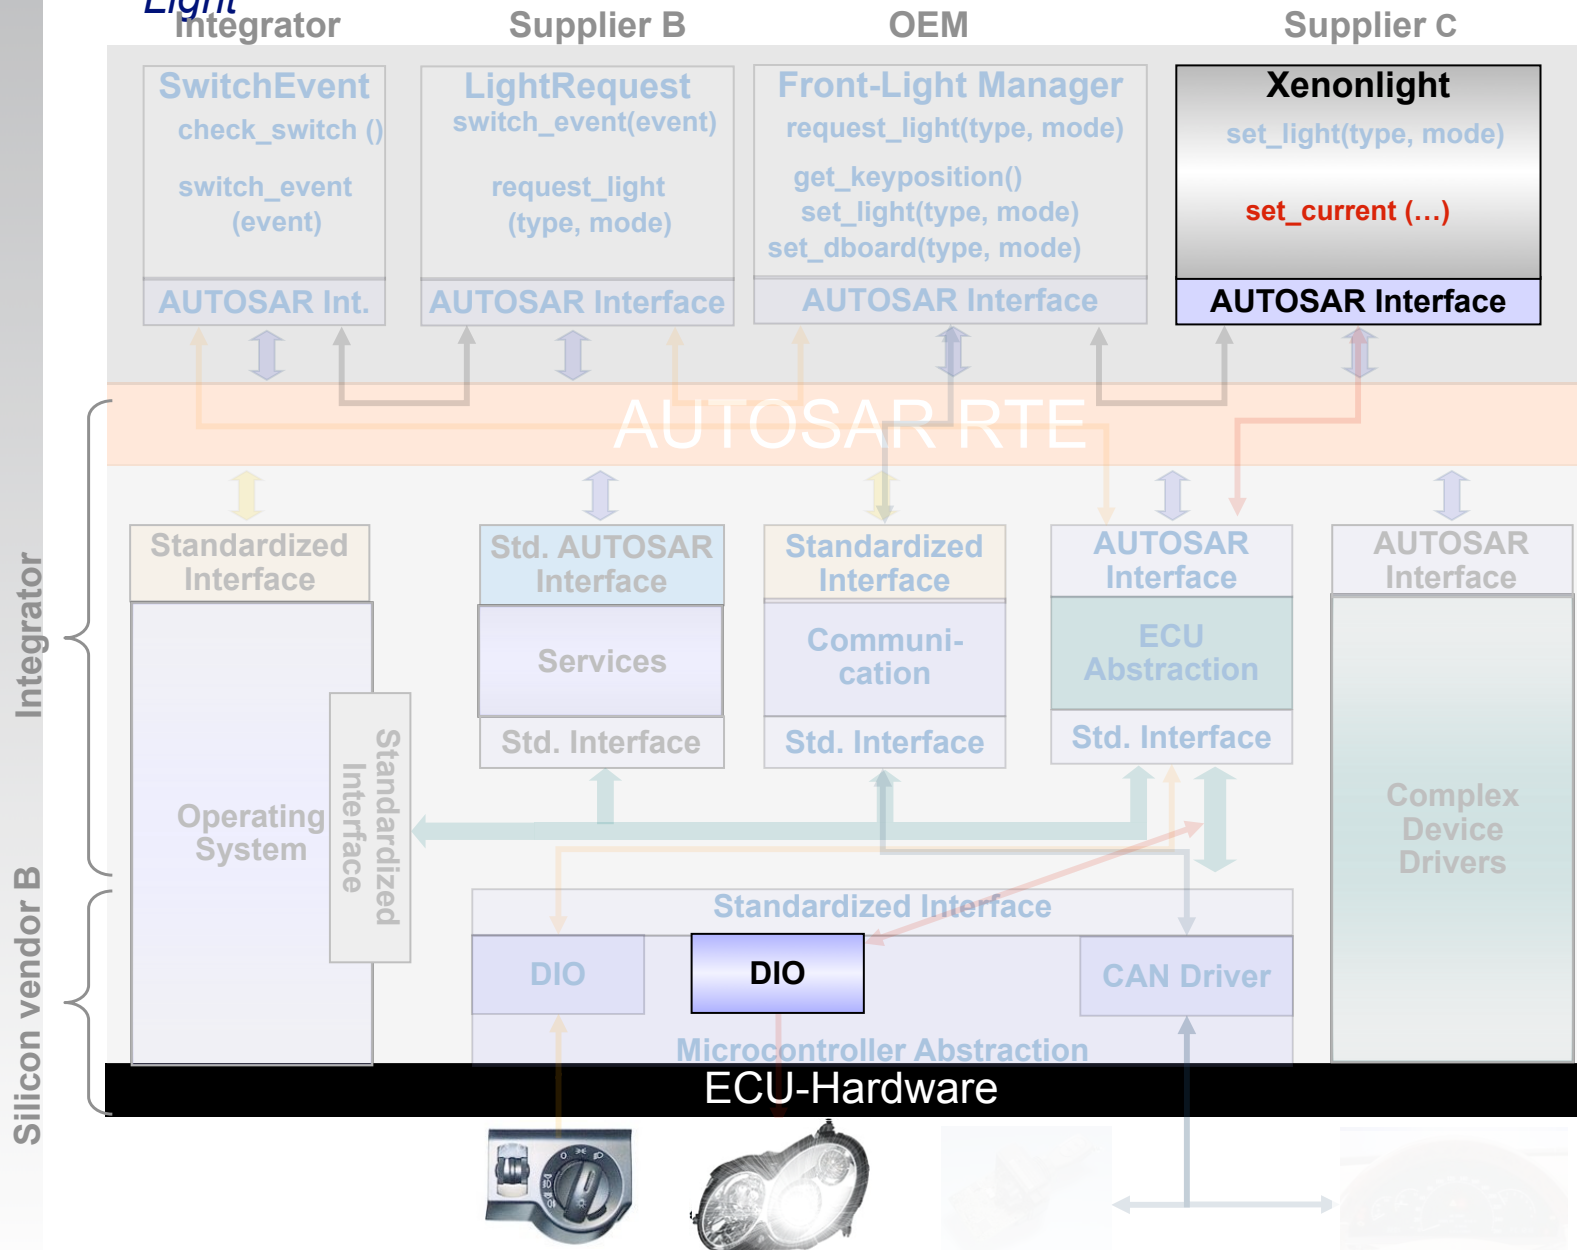 Light
Integrator
Supplier B
OEM
Supplier C
SwitchEvent
check_switch ()
switch_event
(event)
AUTOSAR Int.
LightRequest
switch_event(event)
request_light
(type, mode)
AUTOSAR Interface
Front-Light Manager
request_light(type, mode)
get_keyposition()
set_light(type, mode)
set_dboard(type, mode)
AUTOSAR Interface
Xenonlight
set_light(type, mode)
set_current (…)
AUTOSAR Interface
AUTOSAR RTE
Integrator
Silicon vendor B
Standardized
Interface
Operating
System
Standardized
Interface
Std. AUTOSAR
Interface
Services
Std. Interface
Standardized
Interface
Communi-
cation
Std. Interface
AUTOSAR
Interface
ECU
Abstraction
Std. Interface
AUTOSAR
Interface
Complex
Device
Drivers
Standardized Interface
DIO
DIO
CAN Driver
Microcontroller Abstraction
ECU-Hardware